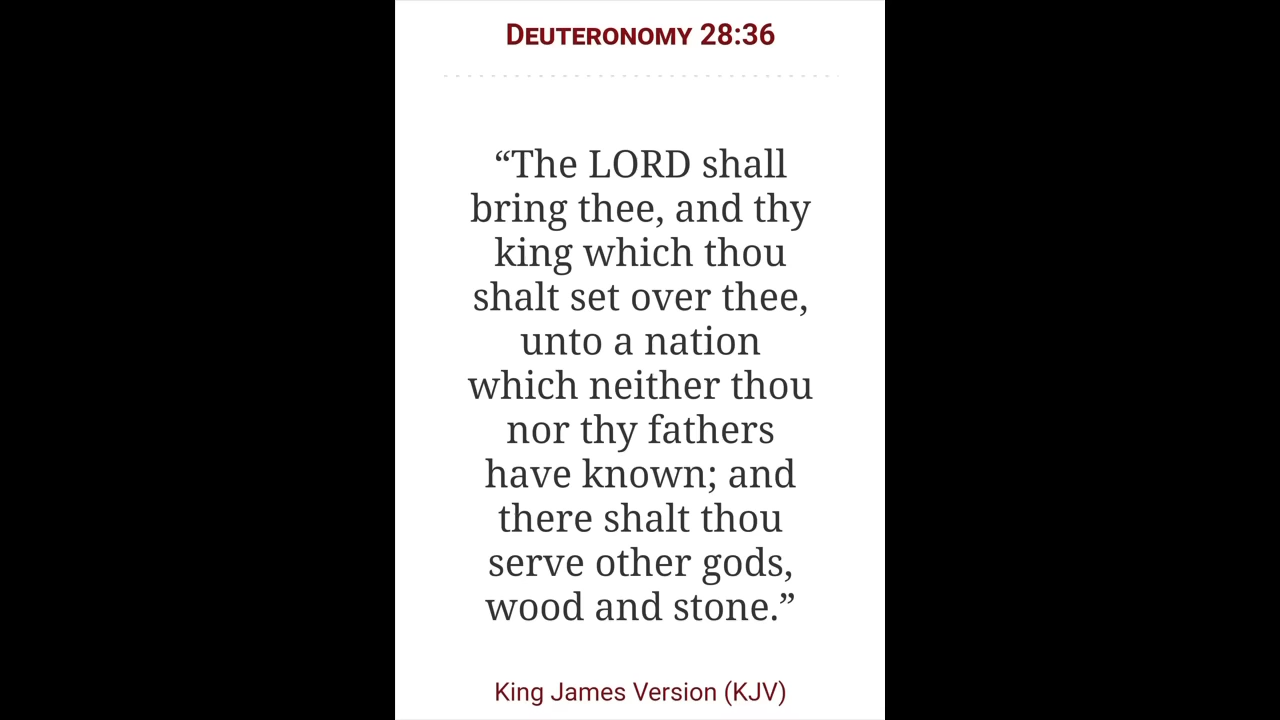 DEUTERONOMY 28:36
“The LORD shall
bring thee, and thy
king which thou
shalt set over thee,
unto a nation
which neither thou
nor thy fathers
have known; and
there shalt thou
serve other gods,
wood and stone.”
King James Version (KJV)